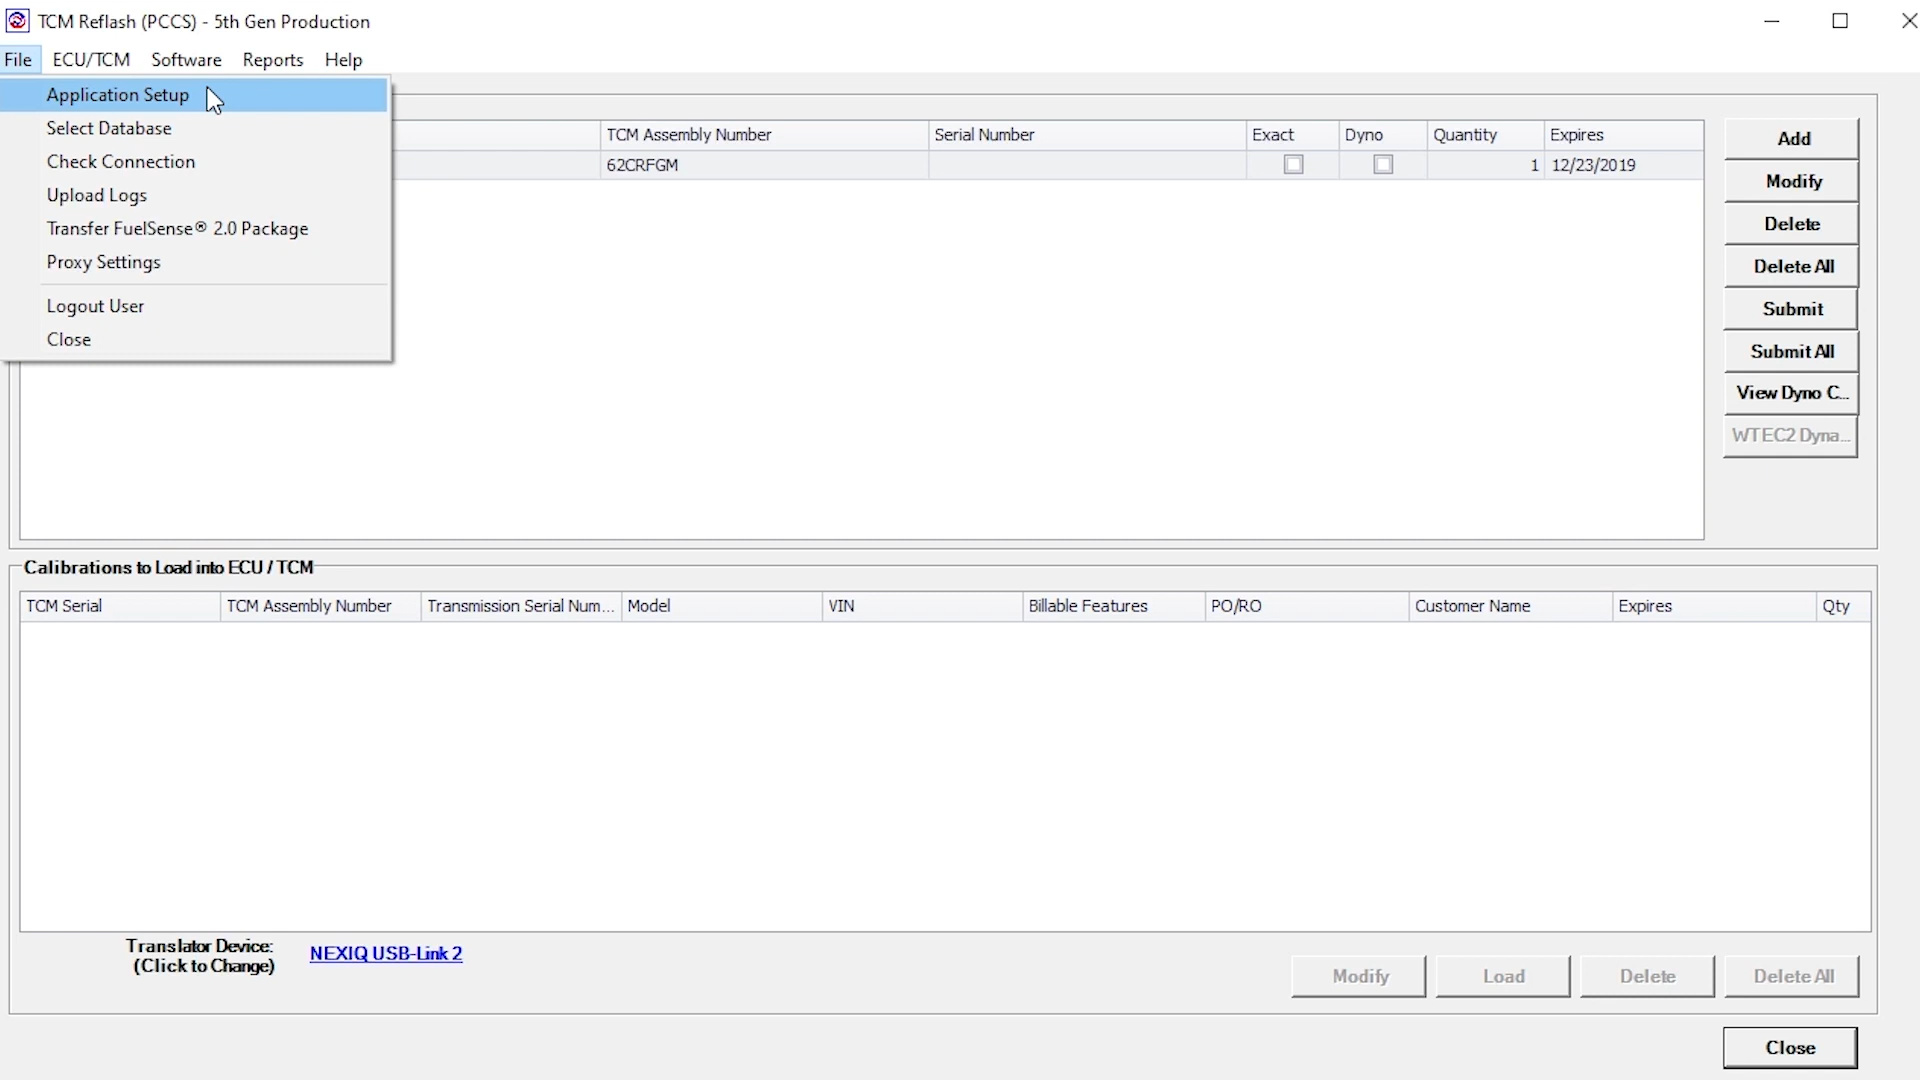 TCM Reflash (PCCS) - 5th Gen Production
File ECU/TCM Software Reports Help
Application Setup
Select Database
Check Connection
Upload Logs
Transfer FuelSense® 2.0 Package
Proxy Settings
Logout User
Close
TCM Assembly Number Serial Number Exact Dyno Quantity Expires
62CRFGM 1 12/23/2019
Add
Modify
Delete
Delete All
Submit
Submit All
View Dyno C...
WTEC2 Dyna...
Calibrations to Load into ECU / TCM
TCM Serial TCM Assembly Number Transmission Serial Num... Model VIN Billable Features PO/RO Customer Name Expires Qty
Translator Device:
(Click to Change)
NEXIQ USB-Link 2
Modify Load Delete Delete All
Close